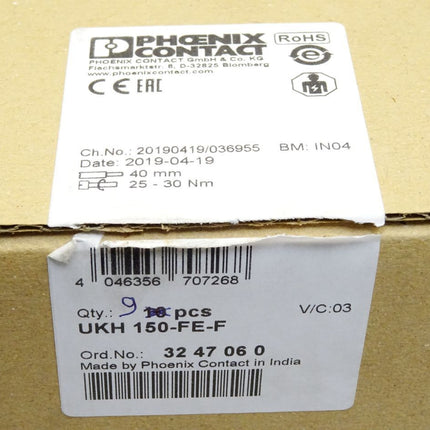 PHOENIX
CONTACT
RoHS
PHOENIX CONTACT GmbH & Co. KG
Flachsmarktstr. 8, D-32825 Blomberg
www.phoenixcontact.com
CE EAC
Ch.No.: 20190419/036955 BM: IN04
Date: 2019-04-19
40 mm
25 - 30 Nm
4 046356 707268
Qty.: 9 pcs V/C:03
UKH 150-FE-F
Ord.No.: 32 47 06 0
Made by Phoenix Contact in India